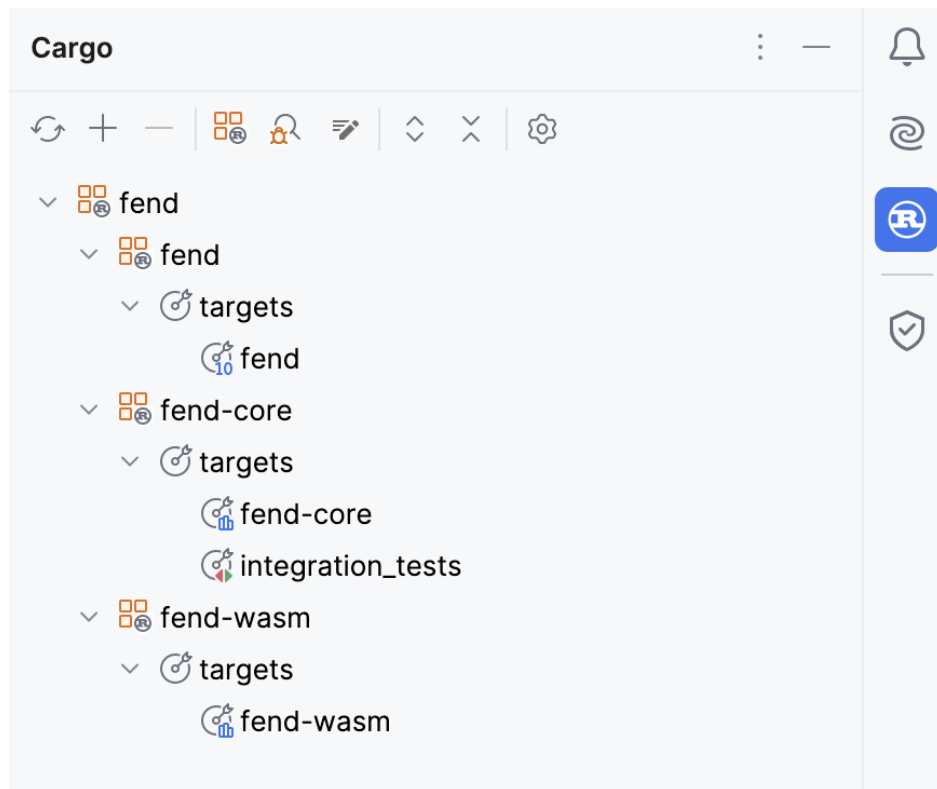 Cargo
fend
fend
targets
10 fend
fend-core
targets
fend-core
integration_tests
fend-wasm
targets
fend-wasm